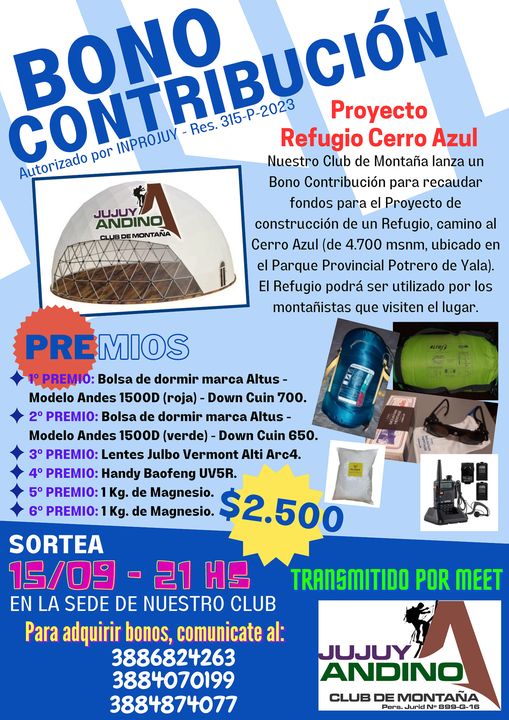 BONO
CONTRIBUCIÓN
Autorizado por INPROJUY - Res. 315-P-2023
Proyecto
Refugio Cerro Azul
Nuestro Club de Montaña lanza un
Bono Contribución para recaudar
fondos para el Proyecto de
construcción de un Refugio, camino al
Cerro Azul (de 4.700 msnm, ubicado en
el Parque Provincial Potrero de Yala).
El Refugio podrá ser utilizado por los
montañistas que visiten el lugar.
JUJUY
ANDINO
CLUB DE MONTAÑA
PREMIOS
1º PREMIO: Bolsa de dormir marca Altus -
Modelo Andes 1500D (roja) - Down Cuin 700.
2º PREMIO: Bolsa de dormir marca Altus -
Modelo Andes 1500D (verde) - Down Cuin 650.
3º PREMIO: Lentes Julbo Vermont Alti Arc4.
4º PREMIO: Handy Baofeng UV5R.
5º PREMIO: 1 Kg. de Magnesio.
6º PREMIO: 1 Kg. de Magnesio.
$2.500
SORTEA
15/09 - 21 HS
EN LA SEDE DE NUESTRO CLUB
TRANSMITIDO POR MEET
Para adquirir bonos, comunicate al:
3886824263
3884070199
3884874077
JUJUY
ANDINO
CLUB DE MONTAÑA
Pers. Jurid Nº 899-G-16